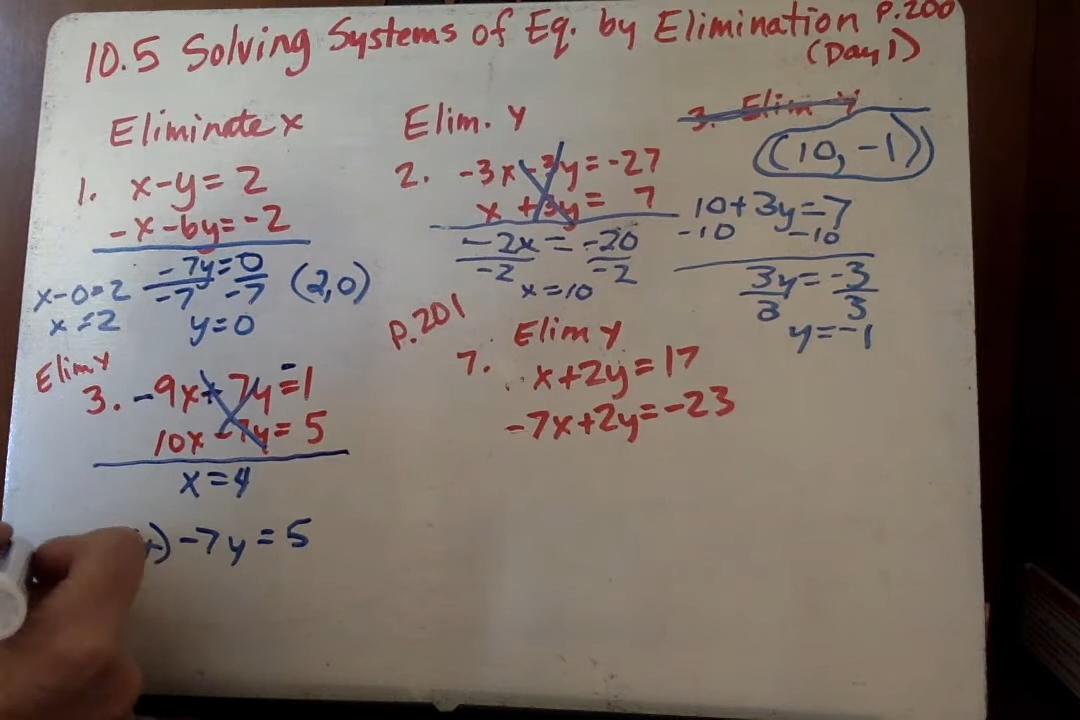 10.5 Solving Systems of Eq. by Elimination P.200
(Day 1)
Eliminate x
1. x-y=2
-x-6y=-2
-7y=0
-7 -7
y=0
x-0=2
x=2
(2,0)
Elim. y
2. -3x-3y=-27
x+3y=7
-2x=-20
-2 -2
x=10
3. Elim y
(10,-1)
10+3y=7
-10 -10
3y=-3
3 3
y=-1
Elim y
3. -9x+7y=-1
10x-7y=5
x=4
)-7y=5
P.201
Elim y
7. x+2y=17
-7x+2y=-23